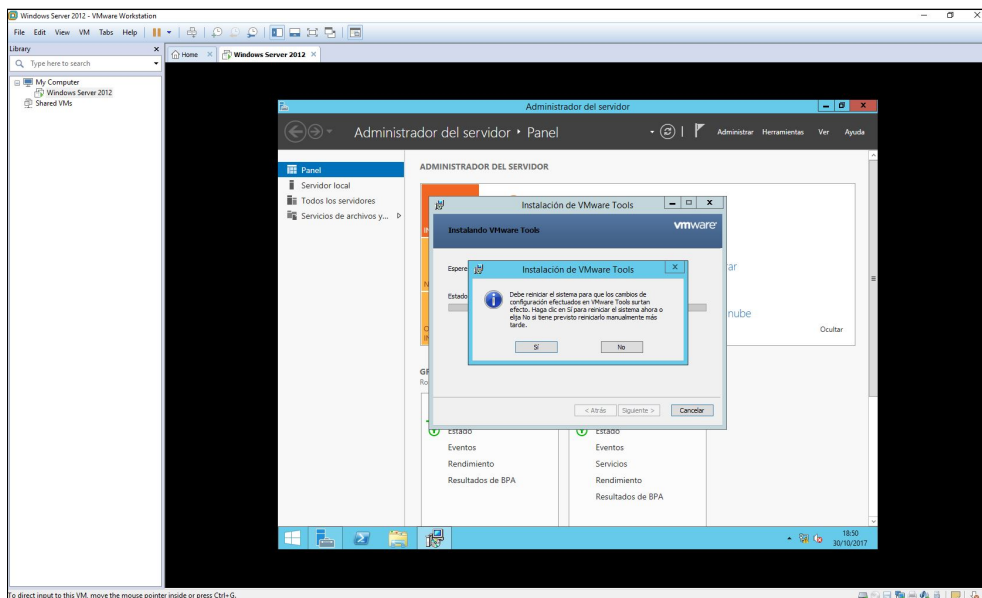 Windows Server 2012 - VMware Workstation
File Edit View VM Tabs Help
Library
Type here to search
Home
Windows Server 2012
My Computer
Windows Server 2012
Shared VMs
Administrador del servidor
Administrador del servidor Panel
Administrar Herramientas Ver Ayuda
Panel
Servidor local
Todos los servidores
Servicios de archivos y...
ADMINISTRADOR DEL SERVIDOR
Instalación de VMware Tools
Instalando VMware Tools
vmware
Espere
Estado
Instalación de VMware Tools
Debe reiniciar el sistema para que los cambios de
configuración efectuados en VMware Tools surtan
efecto. Haga clic en Sí para reiniciar el sistema ahora o
elija No si tiene previsto reiniciarlo manualmente más
tarde.
Sí
No
nube
Ocultar
< Atrás
Siguiente >
Cancelar
Estado
Eventos
Rendimiento
Resultados de BPA
Estado
Eventos
Servicios
Rendimiento
Resultados de BPA
18:50
30/10/2017
To direct input to this VM, move the mouse pointer inside or press Ctrl+G.